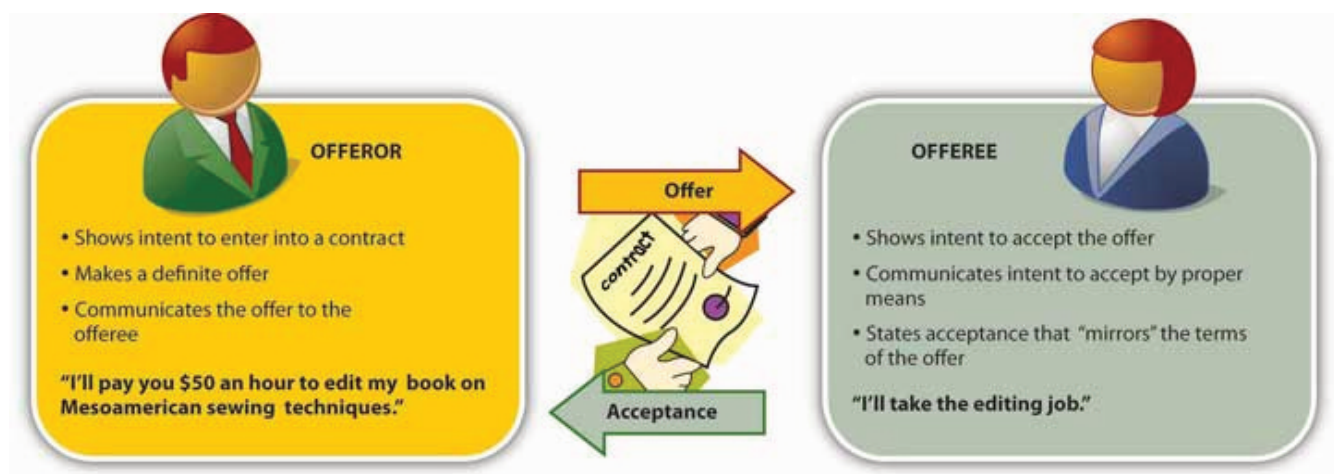 OFFEROR
• Shows intent to enter into a contract
• Makes a definite offer
• Communicates the offer to the
offeree
“I'll pay you $50 an hour to edit my book on
Mesoamerican sewing techniques.”
Offer
contract
Acceptance
OFFEREE
• Shows intent to accept the offer
• Communicates intent to accept by proper
means
• States acceptance that “mirrors” the terms
of the offer
“I'll take the editing job.”